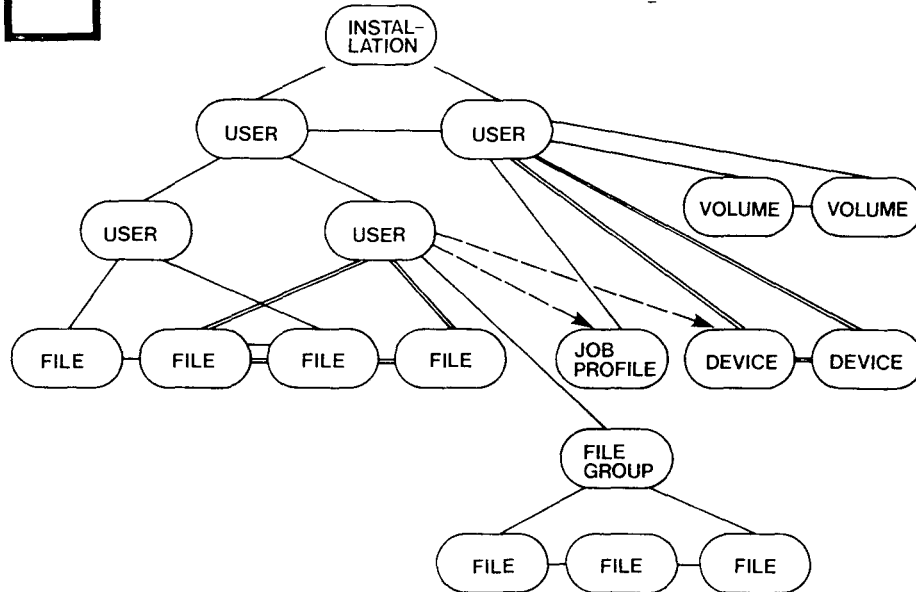 INSTAL-
LATION
USER
USER
VOLUME
VOLUME
USER
USER
FILE
FILE
FILE
FILE
JOB
PROFILE
DEVICE
DEVICE
FILE
GROUP
FILE
FILE
FILE